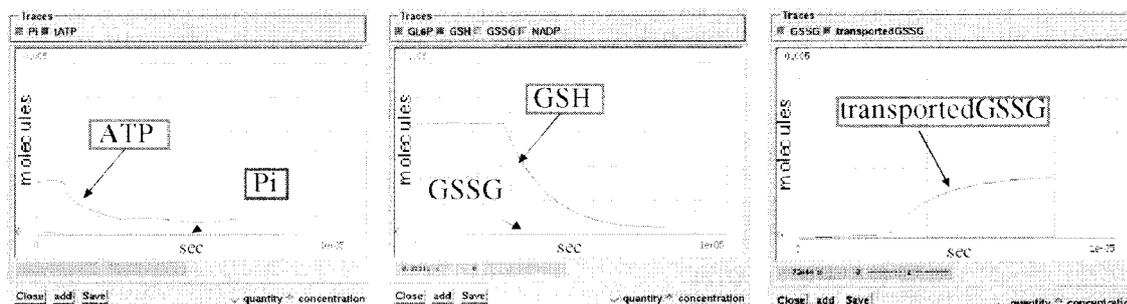 Traces
Pi tATP
0.005
molecules
ATP
Pi
0
sec
1e+05
Close add Save
quantity concentration
Traces
GL6P GSH GSSG NADP
molecules
GSH
GSSG
sec
1e+05
Close add Save
quantity concentration
Traces
GSSG transportedGSSG
0.005
molecules
transportedGSSG
0
sec
1e+05
Close add Save
quantity concentration